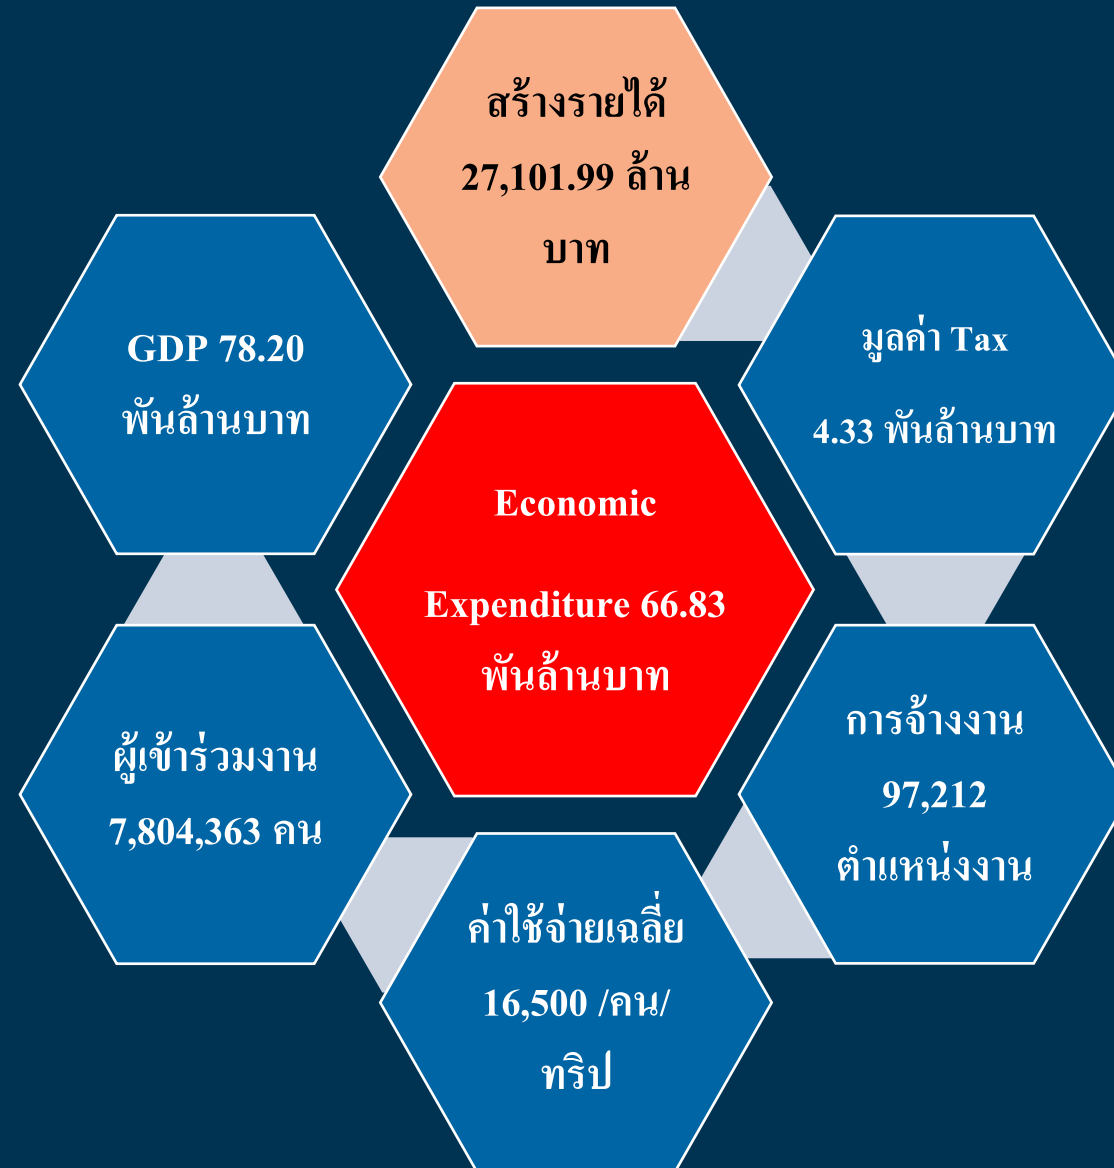 สร้างรายได้
27,101.99 ล้าน
บาท
มูลค่า Tax
4.33 พันล้านบาท
การจ้างงาน
97,212
ตำแหน่งงาน
ค่าใช้จ่ายเฉลี่ย
16,500 /คน/
ทริป
ผู้เข้าร่วมงาน
7,804,363 คน
GDP 78.20
พันล้านบาท
Economic
Expenditure 66.83
พันล้านบาท